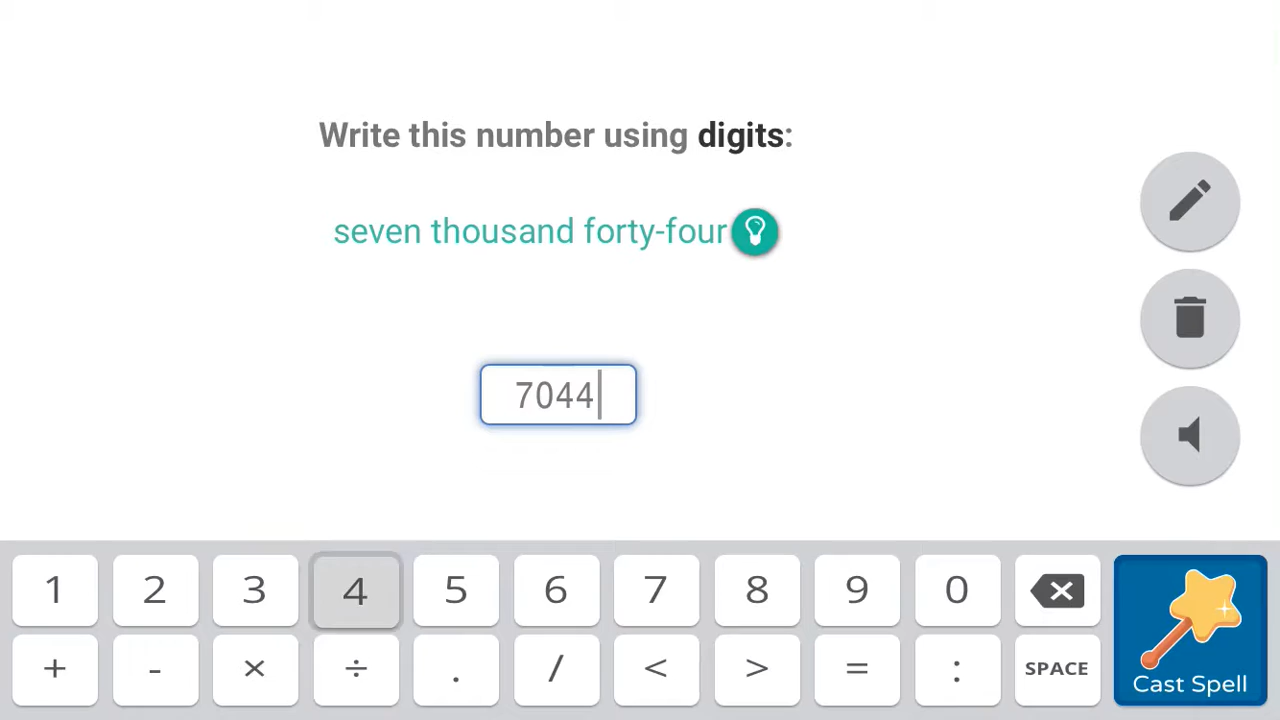 Write this number using digits:
seven thousand forty-four
7044
1 2 3 4 5 6 7 8 9 0
+ - × ÷ . / < > = : SPACE
Cast Spell